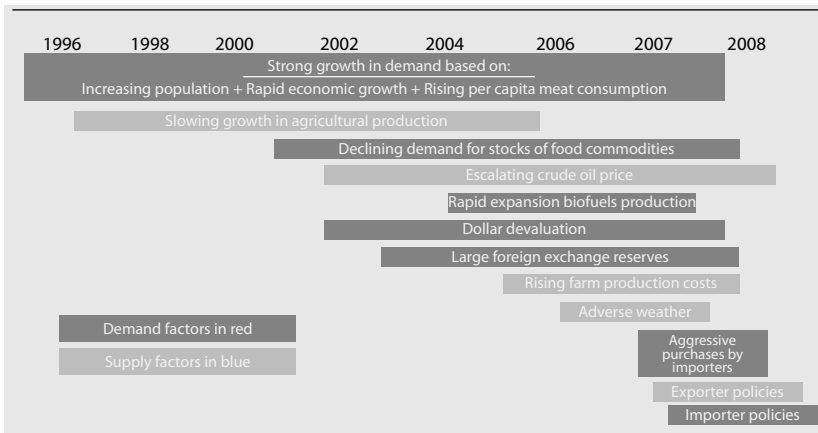 1996 1998 2000 2002 2004 2006 2007 2008
Strong growth in demand based on:
Increasing population + Rapid economic growth + Rising per capita meat consumption
Slowing growth in agricultural production
Declining demand for stocks of food commodities
Escalating crude oil price
Rapid expansion biofuels production
Dollar devaluation
Large foreign exchange reserves
Rising farm production costs
Adverse weather
Demand factors in red
Supply factors in blue
Aggressive
purchases by
importers
Exporter policies
Importer policies